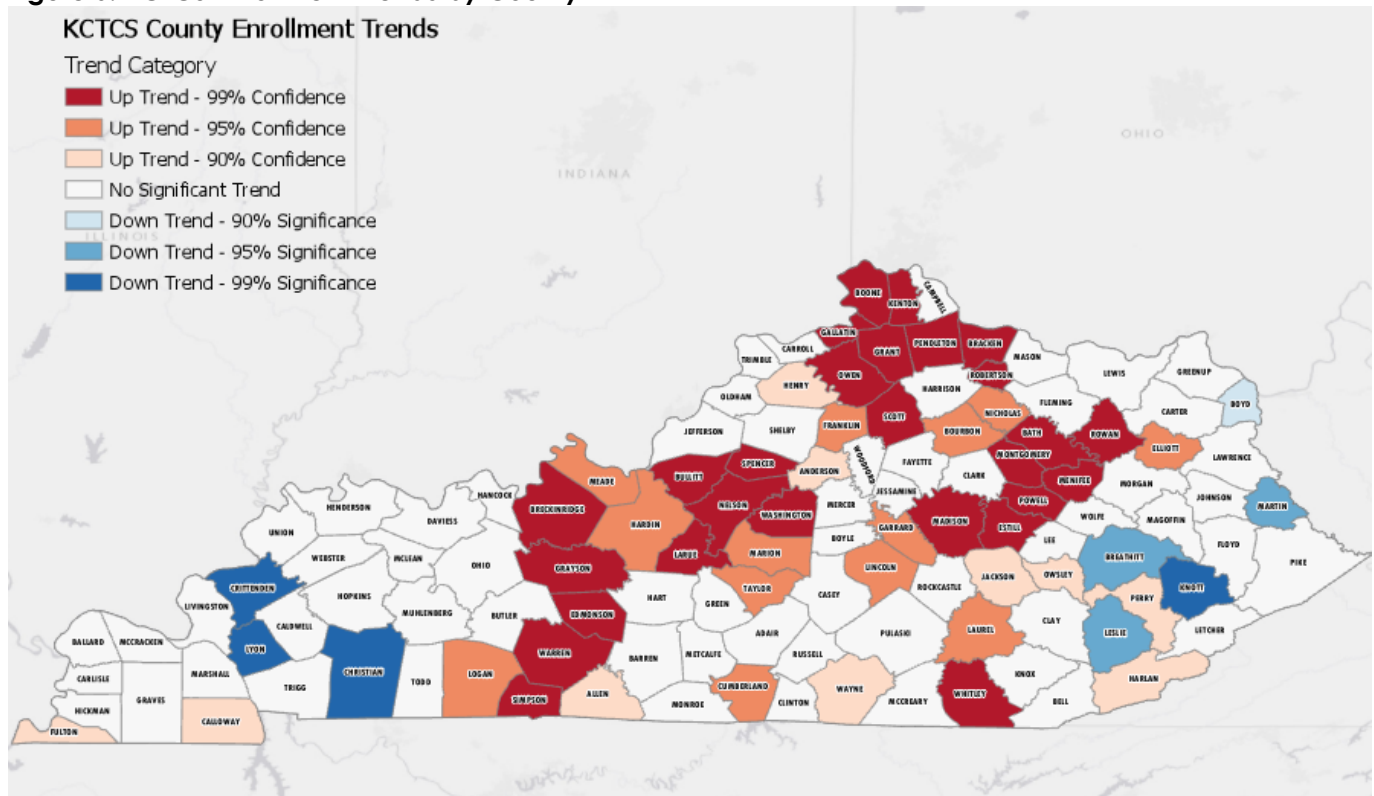 KCTCS County Enrollment Trends
Trend Category
Up Trend - 99% Confidence
Up Trend - 95% Confidence
Up Trend - 90% Confidence
No Significant Trend
Down Trend - 90% Significance
Down Trend - 95% Significance
Down Trend - 99% Significance
ILLINOIS
INDIANA
OHIO
BOONE
KENTON
CAMPBELL
GALLATIN
GRANT
PENDLETON
BRACKEN
CARROLL
TRIMBLE
OWEN
ROBERTSON
MASON
LEWIS
GREENUP
HENRY
HARRISON
OLDHAM
FLEMING
BOYD
CARTER
NICHOLAS
SCOTT
FRANKLIN
BOURBON
BATH
ROWAN
JEFFERSON
SHELBY
ELLIOTT
LAWRENCE
MONTGOMERY
WOODFORD
FAYETTE
CLARK
SPENCER
ANDERSON
BULLITT
MENIFEE
MORGAN
MEADE
JESSAMINE
JOHNSON
HANCOCK
BRECKINRIDGE
NELSON
MERCER
POWELL
MARTIN
HENDERSON
DAVIESS
HARDIN
WASHINGTON
MADISON
ESTILL
WOLFE
MAGOFFIN
UNION
GARRARD
BOYLE
LEE
FLOYD
WEBSTER
MCLEAN
OHIO
LARUE
MARION
BREATHITT
PIKE
GRAYSON
LINCOLN
JACKSON
OWSLEY
CRITTENDEN
HOPKINS
HART
TAYLOR
CASEY
ROCKCASTLE
KNOTT
PERRY
LIVINGSTON
MUHLENBERG
BUTLER
EDMONSON
GREEN
CALDWELL
CLAY
LESLIE
LETCHER
LAUREL
ADAIR
PULASKI
BALLARD
MCCRACKEN
LYON
WARREN
BARREN
METCALFE
RUSSELL
CHRISTIAN
MARSHALL
LOGAN
KNOX
CARLISLE
TODD
TRIGG
HARLAN
CUMBERLAND
WAYNE
ALLEN
WHITLEY
GRAVES
SIMPSON
MONROE
CLINTON
MCCREARY
BELL
HICKMAN
CALLOWAY
FULTON